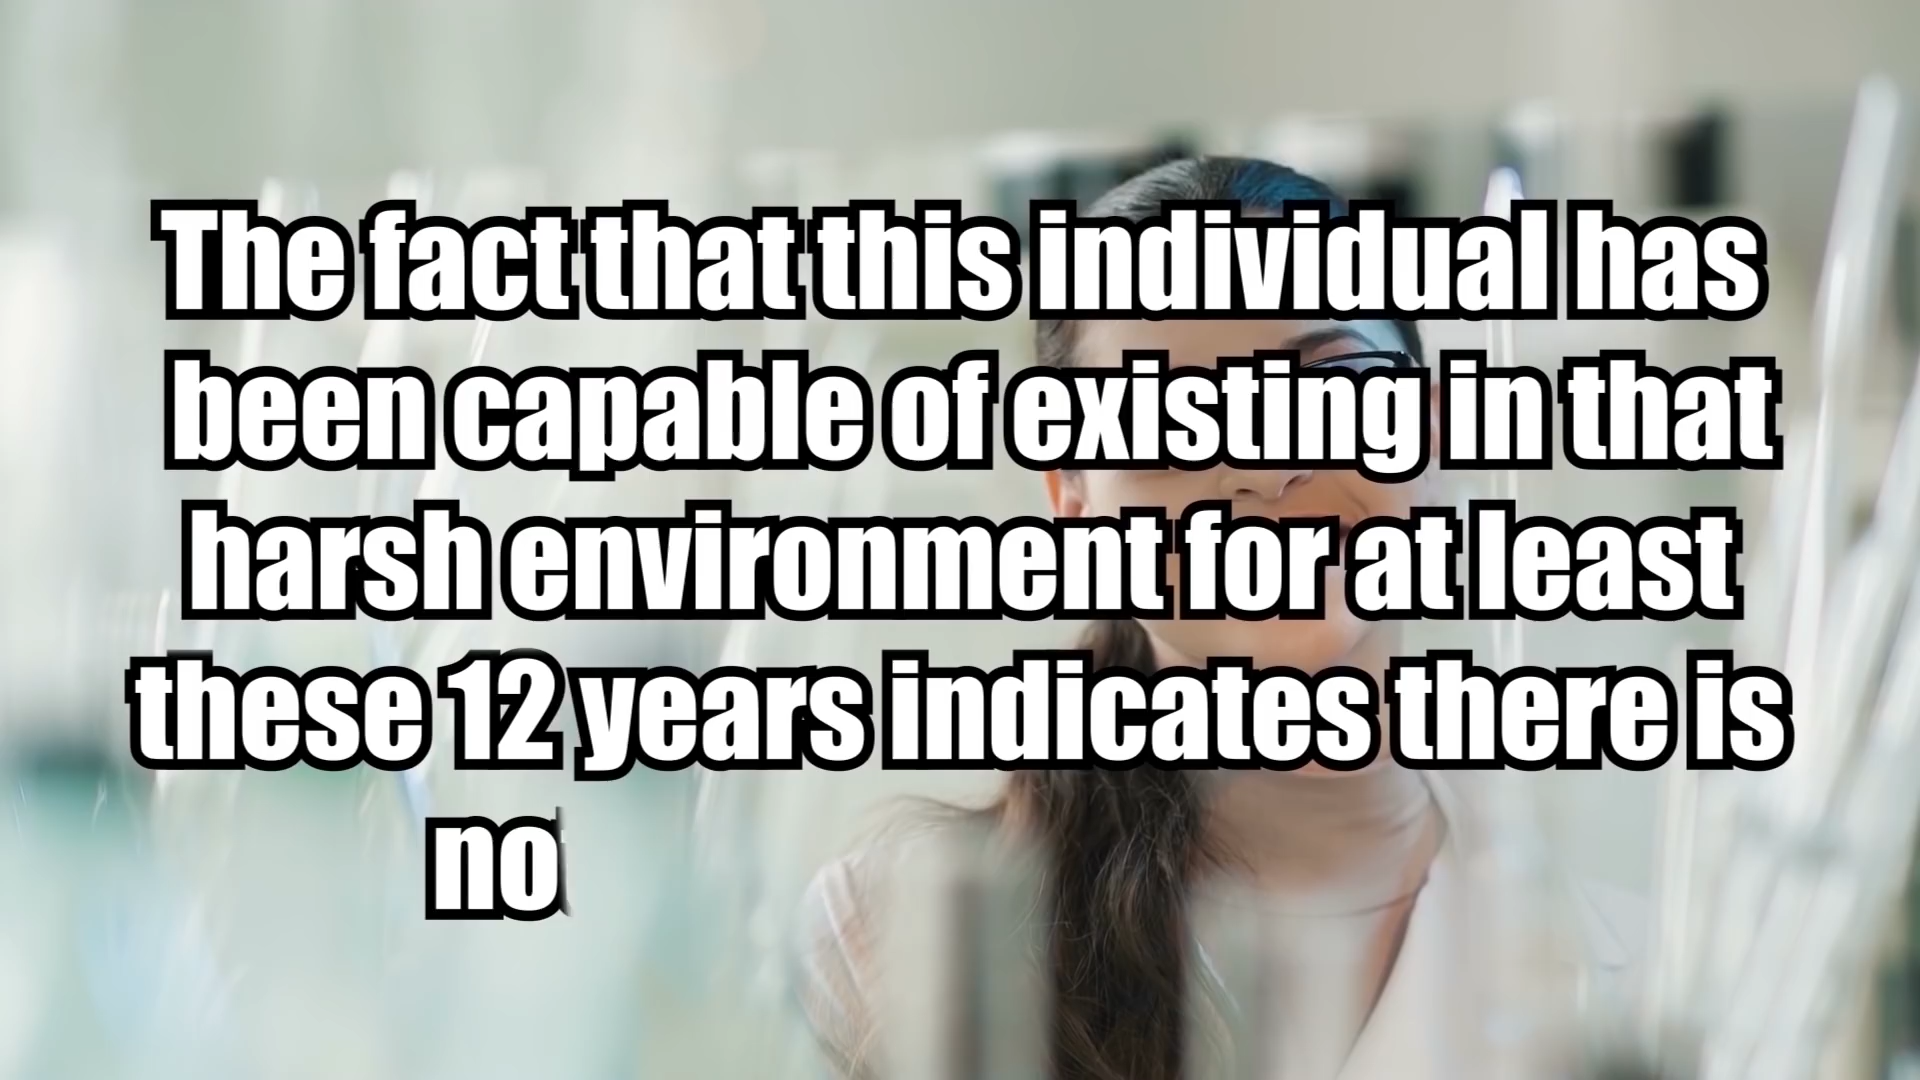 The fact that this individual has
been capable of existing in that
harsh environment for at least
these 12 years indicates there is
no